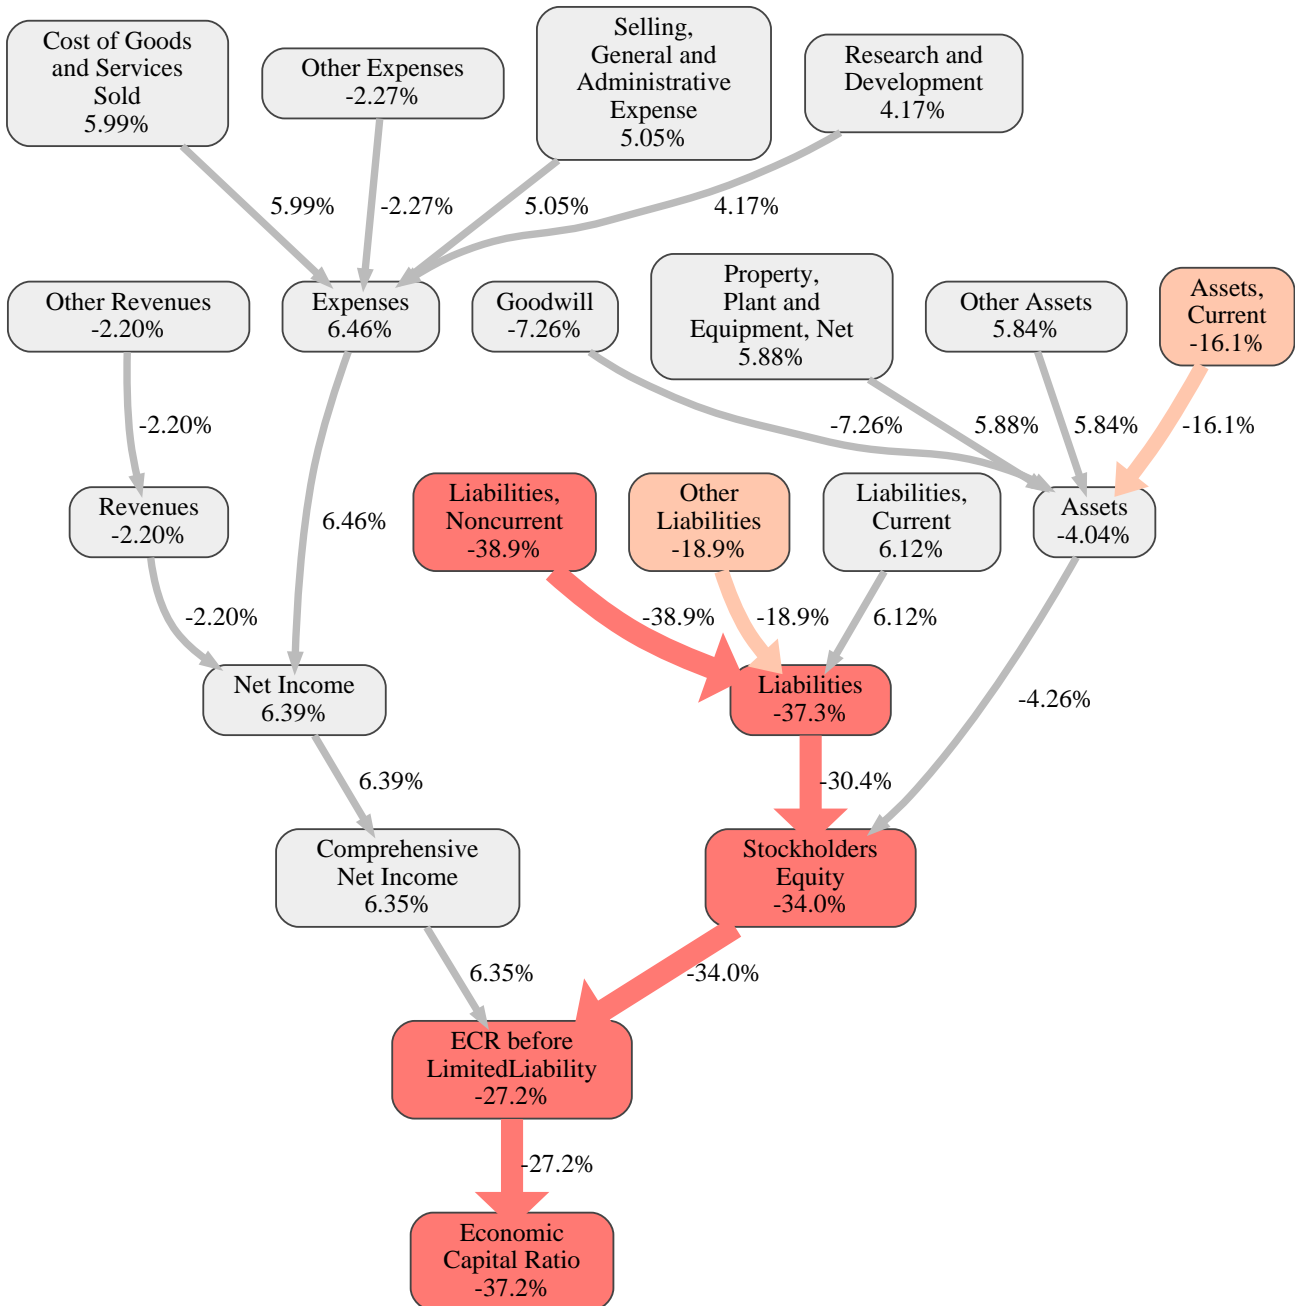 Cost of Goods
and Services
Sold
5.99%
Other Expenses
-2.27%
Selling,
General and
Administrative
Expense
5.05%
Research and
Development
4.17%
5.99%
-2.27%
5.05%
4.17%
Other Revenues
-2.20%
Expenses
6.46%
Goodwill
-7.26%
Property,
Plant and
Equipment, Net
5.88%
Other Assets
5.84%
Assets,
Current
-16.1%
-2.20%
-7.26%
5.88%
5.84%
-16.1%
Revenues
-2.20%
6.46%
Liabilities,
Noncurrent
-38.9%
Other
Liabilities
-18.9%
Liabilities,
Current
6.12%
Assets
-4.04%
-2.20%
-38.9%
-18.9%
6.12%
Net Income
6.39%
Liabilities
-37.3%
-4.26%
6.39%
-30.4%
Comprehensive
Net Income
6.35%
Stockholders
Equity
-34.0%
6.35%
-34.0%
ECR before
LimitedLiability
-27.2%
-27.2%
Economic
Capital Ratio
-37.2%